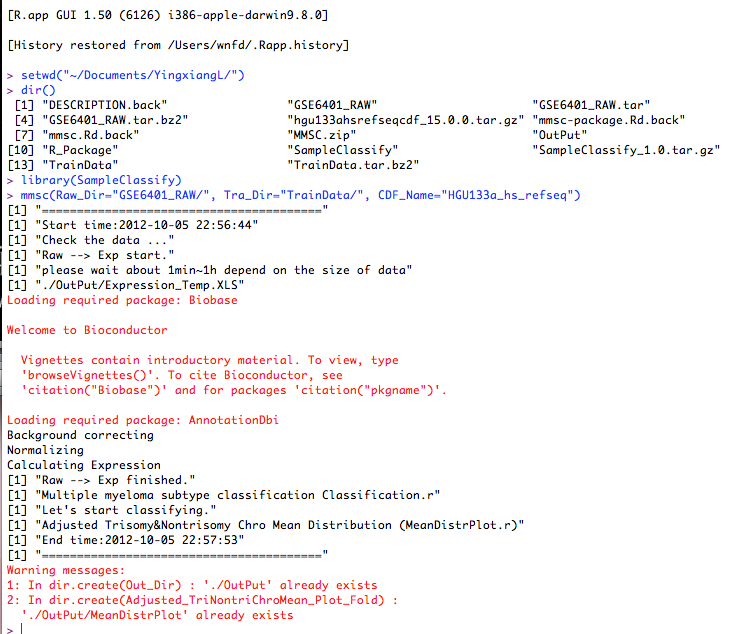 [R.app GUI 1.50 (6126) i386-apple-darwin9.8.0]
[History restored from /Users/wnfd/.Rapp.history]
> setwd("~/Documents/YingxiangL/")
> dir()
[1] "DESCRIPTION.back" "GSE6401_RAW" "GSE6401_RAW.tar"
[4] "GSE6401_RAW.tar.bz2" "hgu133ahsrefseqcdf_15.0.0.tar.gz" "mmsc-package.Rd.back"
[7] "mmsc.Rd.back" "MMSC.zip" "OutPut"
[10] "R_Package" "SampleClassify" "SampleClassify_1.0.tar.gz"
[13] "TrainData" "TrainData.tar.bz2"
> library(SampleClassify)
> mmsc(Raw_Dir="GSE6401_RAW/", Tra_Dir="TrainData/", CDF_Name="HGU133a_hs_refseq")
[1] "========================================"
[1] "Start time:2012-10-05 22:56:44"
[1] "Check the data ..."
[1] "Raw --> Exp start."
[1] "please wait about 1min~1h depend on the size of data"
[1] "./OutPut/Expression_Temp.XLS"
Loading required package: Biobase
Welcome to Bioconductor
Vignettes contain introductory material. To view, type
'browseVignettes()'. To cite Bioconductor, see
'citation("Biobase")' and for packages 'citation("pkgname")'.
Loading required package: AnnotationDbi
Background correcting
Normalizing
Calculating Expression
[1] "Raw --> Exp finished."
[1] "Multiple myeloma subtype classification Classification.r"
[1] "Let's start classifying."
[1] "Adjusted Trisomy&Nontrisomy Chro Mean Distribution (MeanDistrPlot.r)"
[1] "End time:2012-10-05 22:57:53"
[1] "========================================"
Warning messages:
1: In dir.create(Out_Dir) : './OutPut' already exists
2: In dir.create(Adjusted_TriNontriChroMean_Plot_Fold) :
'./OutPut/MeanDistrPlot' already exists
>